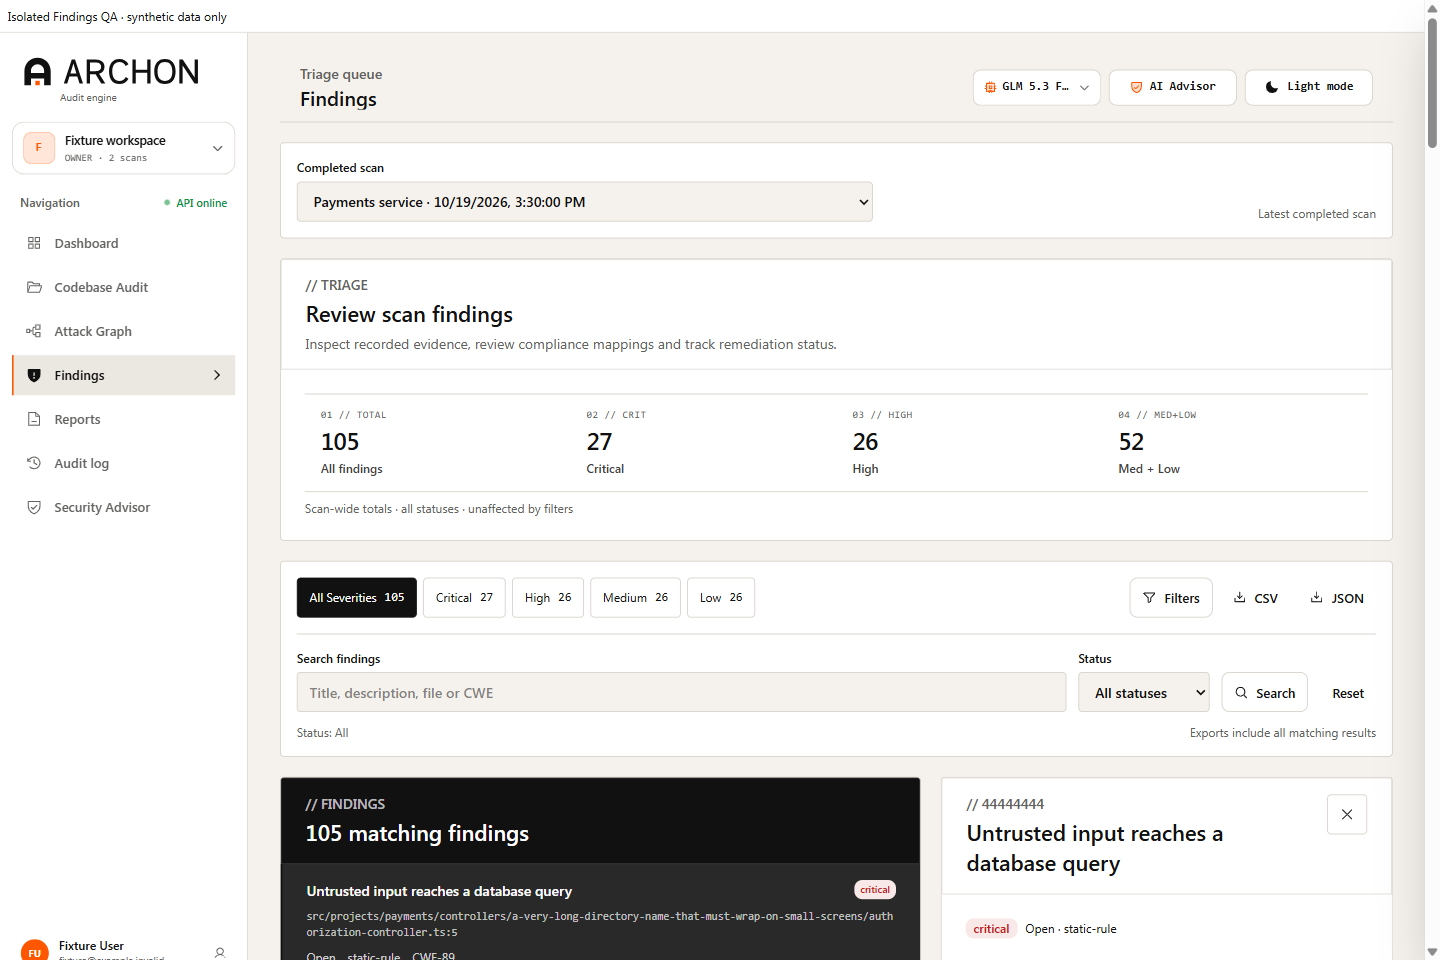 Isolated Findings QA · synthetic data only
ARCHON
Audit engine
F
Fixture workspace
OWNER · 2 scans
Navigation
API online
Dashboard
Codebase Audit
Attack Graph
Findings
Reports
Audit log
Security Advisor
FU
Fixture User
fixture@example.invalid
Triage queue
Findings
GLM 5.3 F…
AI Advisor
Light mode
Completed scan
Payments service · 10/19/2026, 3:30:00 PM
Latest completed scan
// TRIAGE
Review scan findings
Inspect recorded evidence, review compliance mappings and track remediation status.
01 // TOTAL
105
All findings
02 // CRIT
27
Critical
03 // HIGH
26
High
04 // MED+LOW
52
Med + Low
Scan-wide totals · all statuses · unaffected by filters
All Severities 105
Critical 27
High 26
Medium 26
Low 26
Filters
CSV
JSON
Search findings
Title, description, file or CWE
Status
All statuses
Search
Reset
Status: All
Exports include all matching results
// FINDINGS
105 matching findings
Untrusted input reaches a database query
critical
src/projects/payments/controllers/a-very-long-directory-name-that-must-wrap-on-small-screens/auth
orization-controller.ts:5
Open static-rule CWE-89
// 44444444
Untrusted input reaches a
database query
critical
Open · static-rule